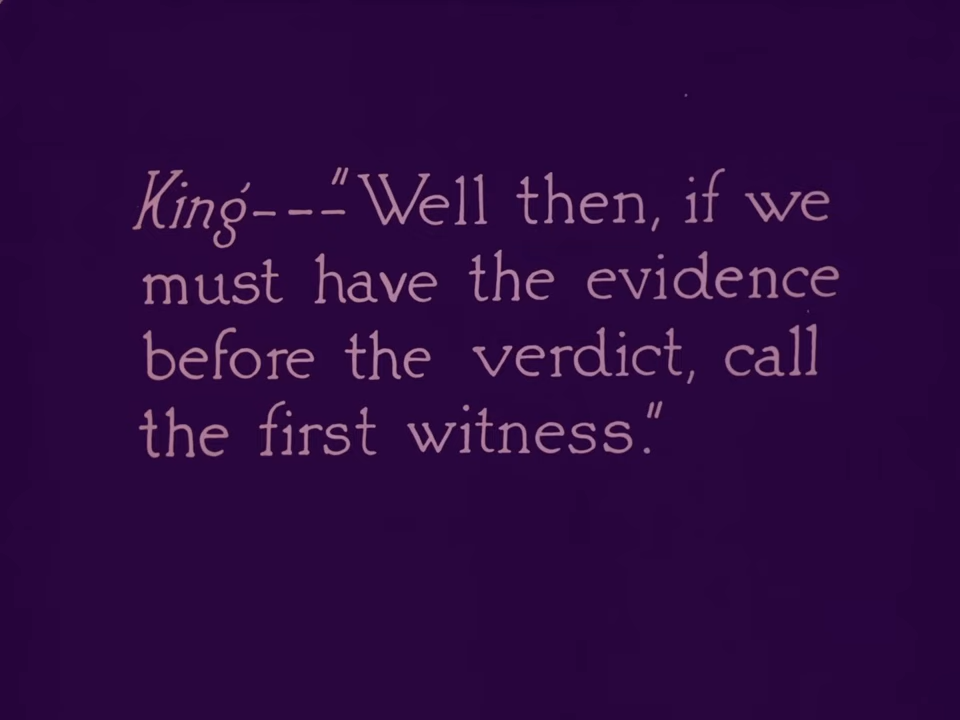 King---"Well then, if we
must have the evidence
before the verdict, call
the first witness."